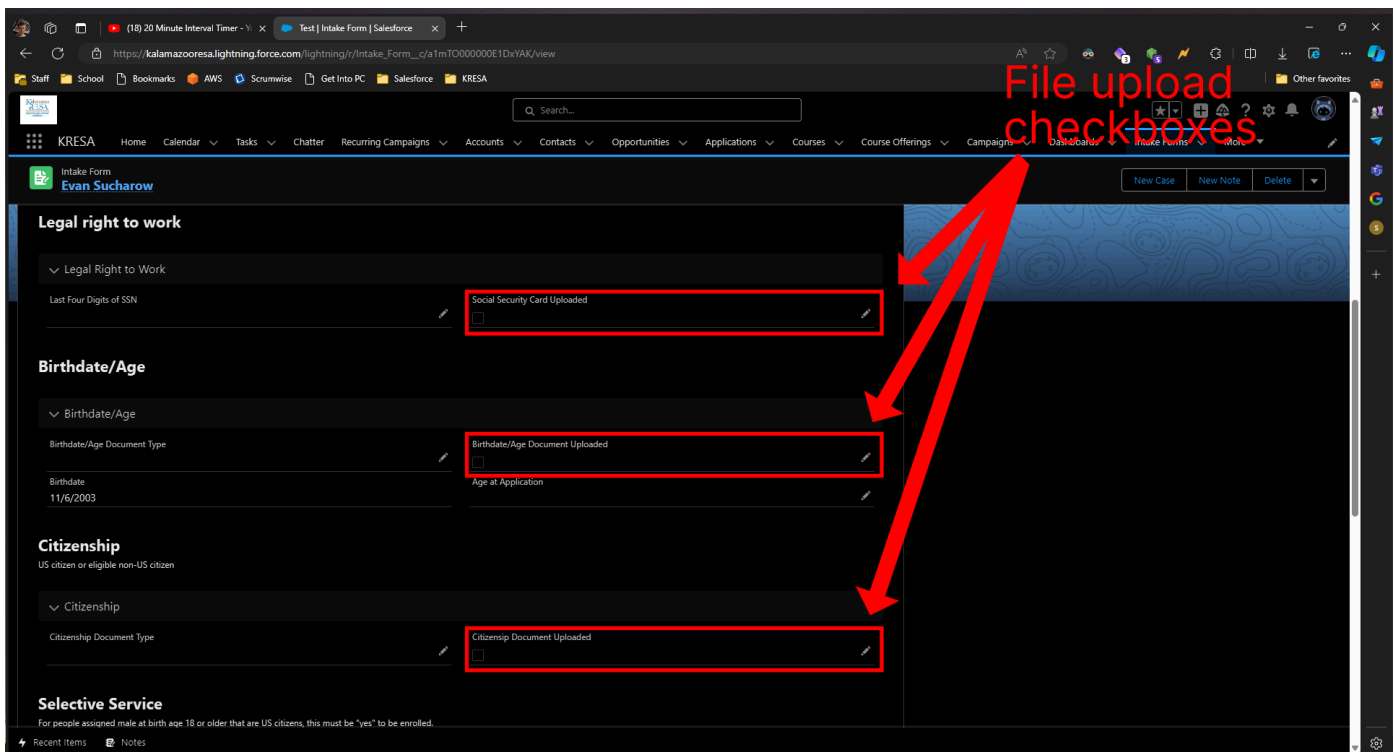 (18) 20 Minute Interval Timer - Y
Test | Intake Form | Salesforce
https://kalamazooresa.lightning.force.com/lightning/r/Intake_Form__c/a1mTO000000E1DxYAK/view
Staff School Bookmarks AWS Scrumwise Get Into PC Salesforce KRESA Other favorites
File upload
checkboxes
Search...
KRESA Home Calendar Tasks Chatter Recurring Campaigns Accounts Contacts Opportunities Applications Courses Course Offerings Campaigns Dashboards Intake Forms More
Intake Form
Evan Sucharow
New Case New Note Delete
Legal right to work
Legal Right to Work
Last Four Digits of SSN
Social Security Card Uploaded
Birthdate/Age
Birthdate/Age
Birthdate/Age Document Type
Birthdate/Age Document Uploaded
Birthdate
11/6/2003
Age at Application
Citizenship
US citizen or eligible non-US citizen
Citizenship
Citizenship Document Type
Citizensip Document Uploaded
Selective Service
For people assigned male at birth age 18 or older that are US citizens, this must be "yes" to be enrolled.
Recent Items Notes